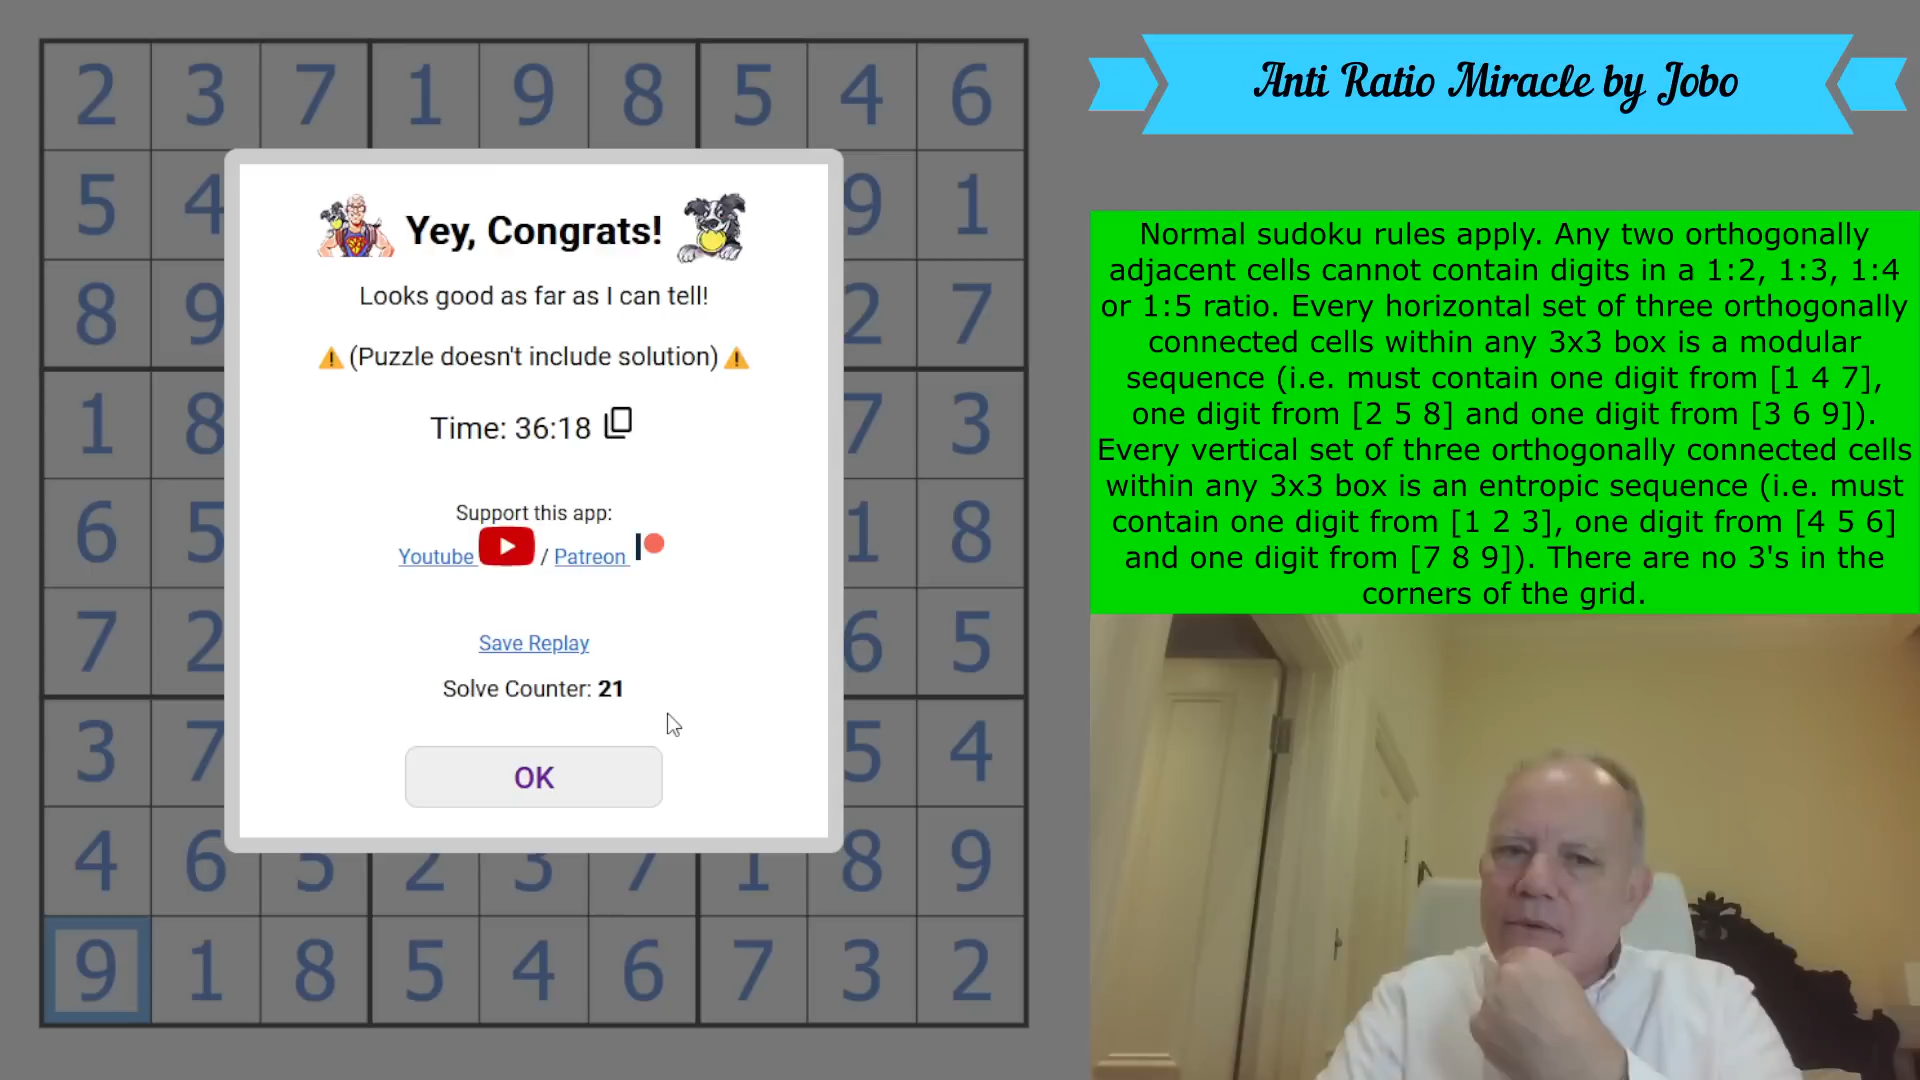 Anti Ratio Miracle by Jobo
2 3 7 1 9 8 5 4 6
5 4 9 1
8 9 2 7
1 8 7 3
6 5 1 8
7 2 6 5
3 7 5 4
4 6 5 2 3 7 1 8 9
9 1 8 5 4 6 7 3 2
Yey, Congrats!
Looks good as far as I can tell!
(Puzzle doesn't include solution)
Time: 36:18
Support this app:
Youtube / Patreon
Save Replay
Solve Counter: 21
OK
Normal sudoku rules apply. Any two orthogonally
adjacent cells cannot contain digits in a 1:2, 1:3, 1:4
or 1:5 ratio. Every horizontal set of three orthogonally
connected cells within any 3x3 box is a modular
sequence (i.e. must contain one digit from [1 4 7],
one digit from [2 5 8] and one digit from [3 6 9]).
Every vertical set of three orthogonally connected cells
within any 3x3 box is an entropic sequence (i.e. must
contain one digit from [1 2 3], one digit from [4 5 6]
and one digit from [7 8 9]). There are no 3's in the
corners of the grid.